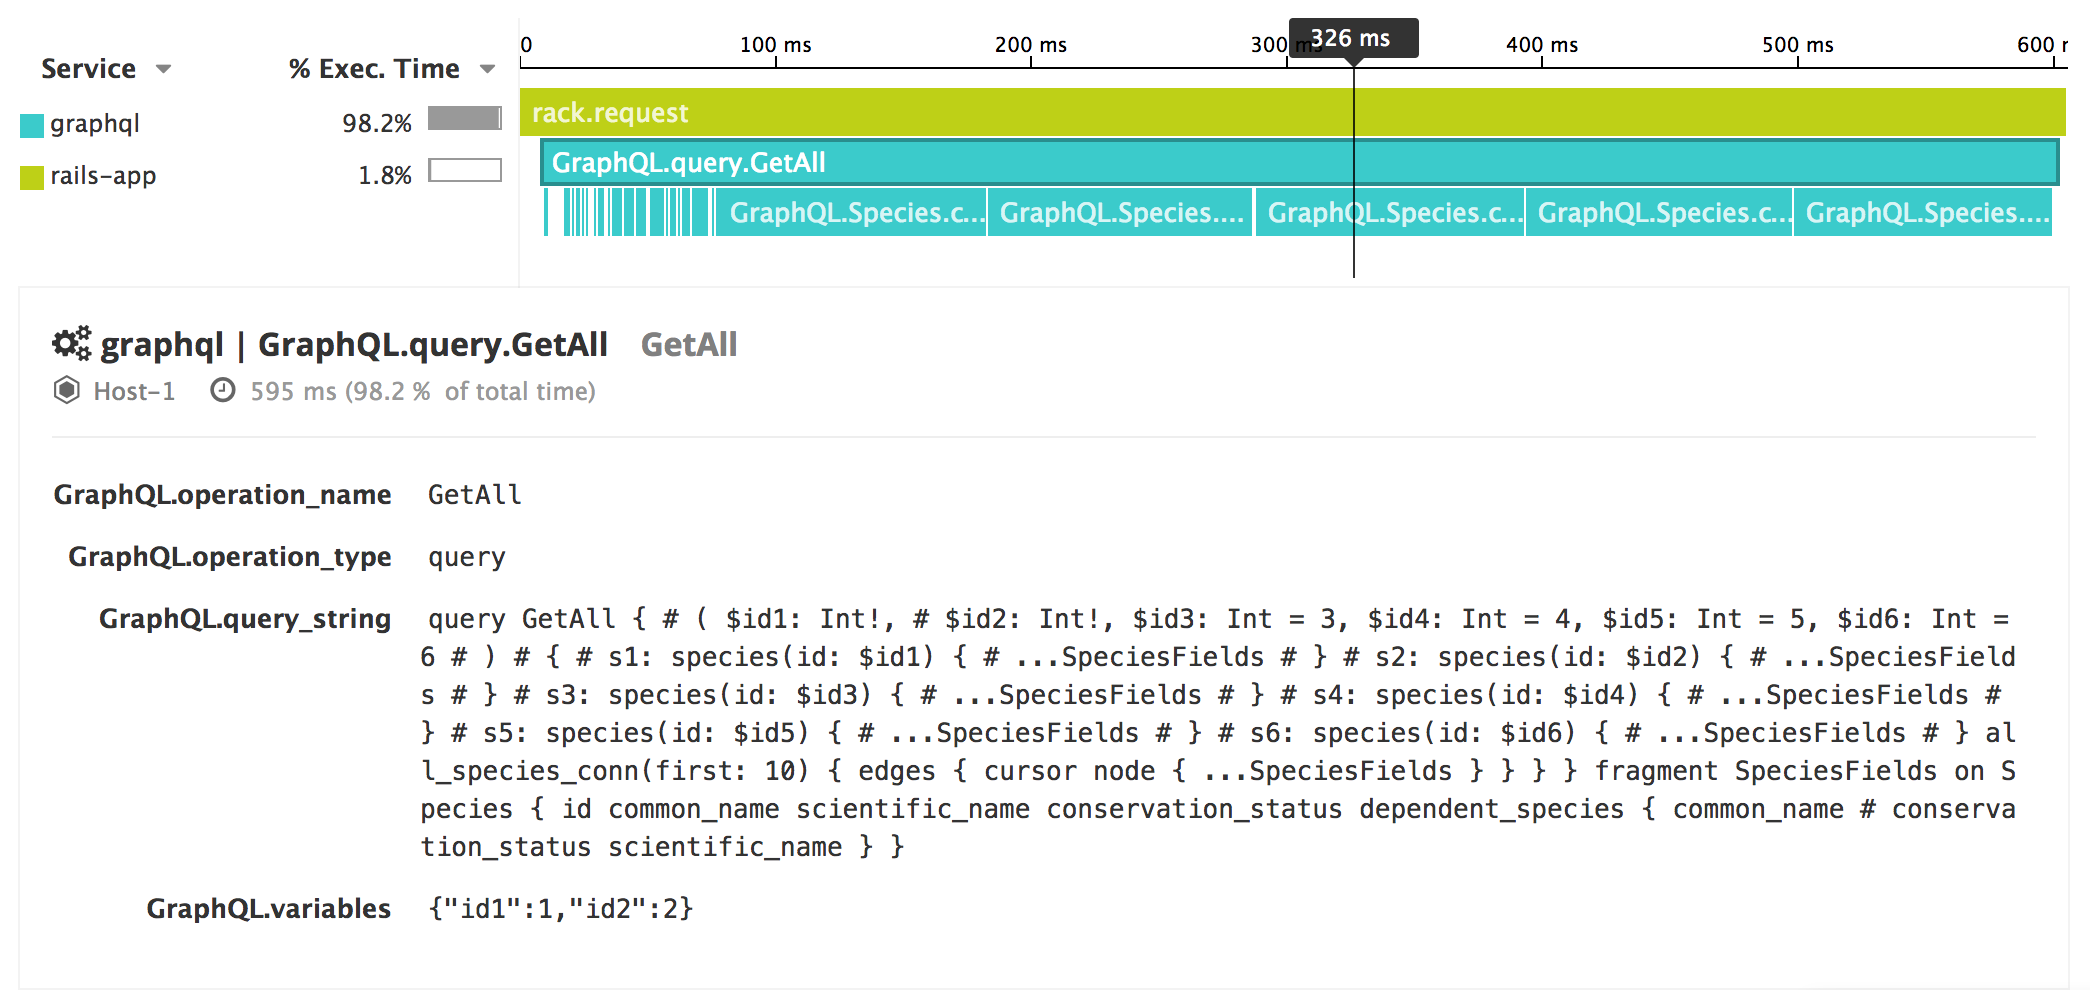 0 100 ms 200 ms 300 ms 326 ms 400 ms 500 ms 600
Service % Exec. Time
graphql 98.2%
rails-app 1.8%
rack.request
GraphQL.query.GetAll
GraphQL.Species.c... GraphQL.Species.... GraphQL.Species.c... GraphQL.Species.c... GraphQL.Species....
graphql | GraphQL.query.GetAll GetAll
Host-1 595 ms (98.2 % of total time)
GraphQL.operation_name GetAll
GraphQL.operation_type query
GraphQL.query_string query GetAll { # ( $id1: Int!, # $id2: Int!, $id3: Int = 3, $id4: Int = 4, $id5: Int = 5, $id6: Int =
6 # ) # { # s1: species(id: $id1) { # ...SpeciesFields # } # s2: species(id: $id2) { # ...SpeciesField
s # } # s3: species(id: $id3) { # ...SpeciesFields # } # s4: species(id: $id4) { # ...SpeciesFields #
} # s5: species(id: $id5) { # ...SpeciesFields # } # s6: species(id: $id6) { # ...SpeciesFields # } al
l_species_conn(first: 10) { edges { cursor node { ...SpeciesFields } } } } fragment SpeciesFields on S
pecies { id common_name scientific_name conservation_status dependent_species { common_name # conserva
tion_status scientific_name } }
GraphQL.variables {"id1":1,"id2":2}